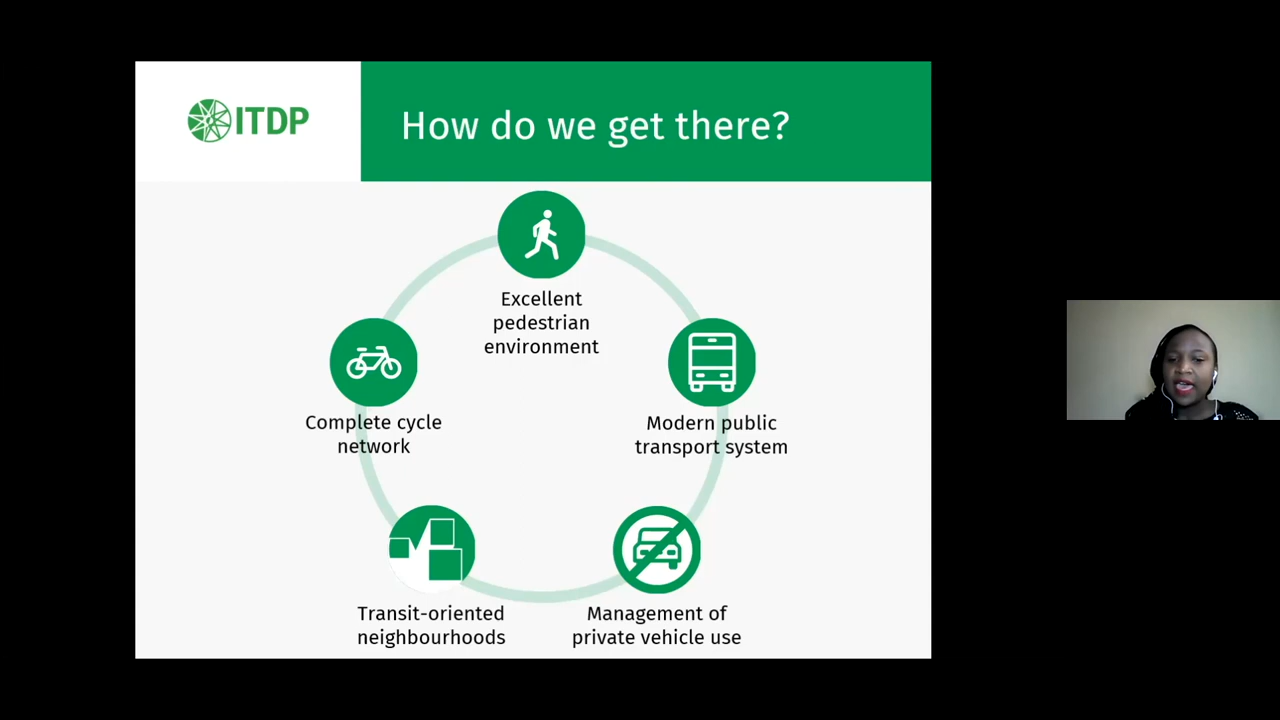 ITDP
How do we get there?
Excellent
pedestrian
environment
Complete cycle
network
Modern public
transport system
Transit-oriented
neighbourhoods
Management of
private vehicle use